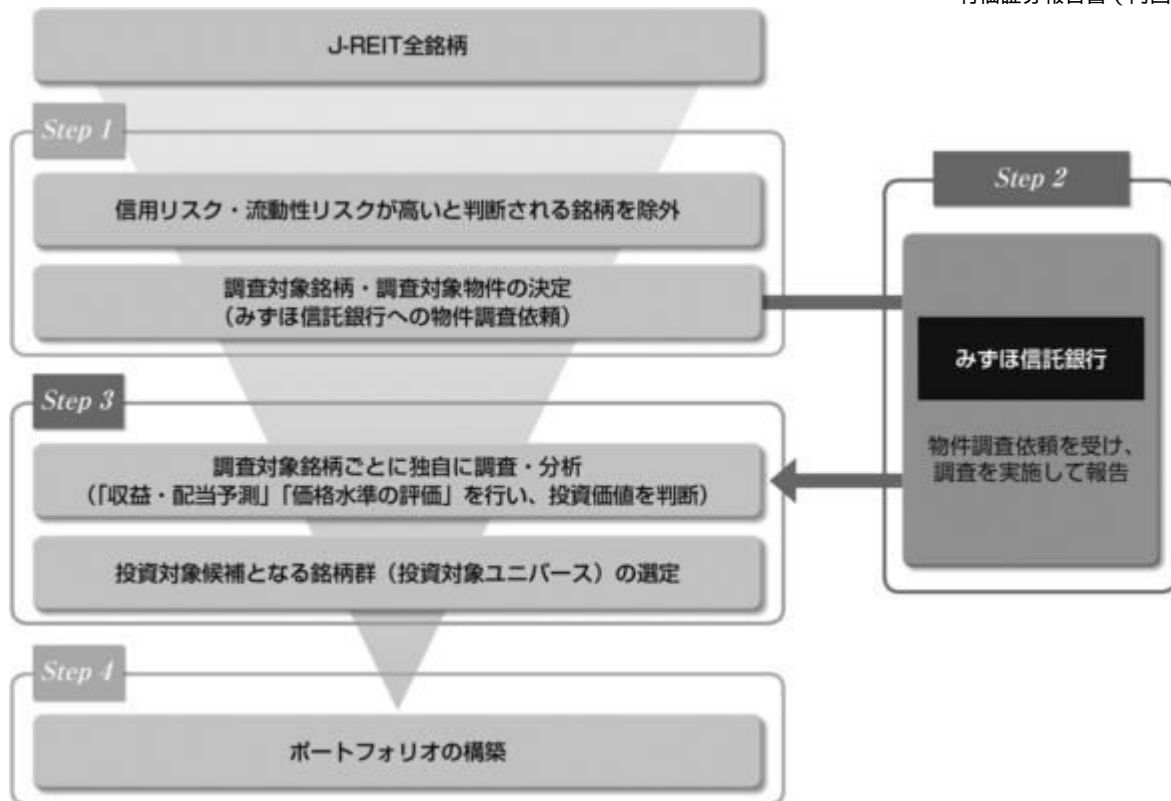 有価証券報告書（内国
J-REIT全銘柄
Step 1
信用リスク・流動性リスクが高いと判断される銘柄を除外
調査対象銘柄・調査対象物件の決定
（みずほ信託銀行への物件調査依頼）
Step 2
みずほ信託銀行
物件調査依頼を受け、
調査を実施して報告
Step 3
調査対象銘柄ごとに独自に調査・分析
（「収益・配当予測」「価格水準の評価」を行い、投資価値を判断）
投資対象候補となる銘柄群（投資対象ユニバース）の選定
Step 4
ポートフォリオの構築